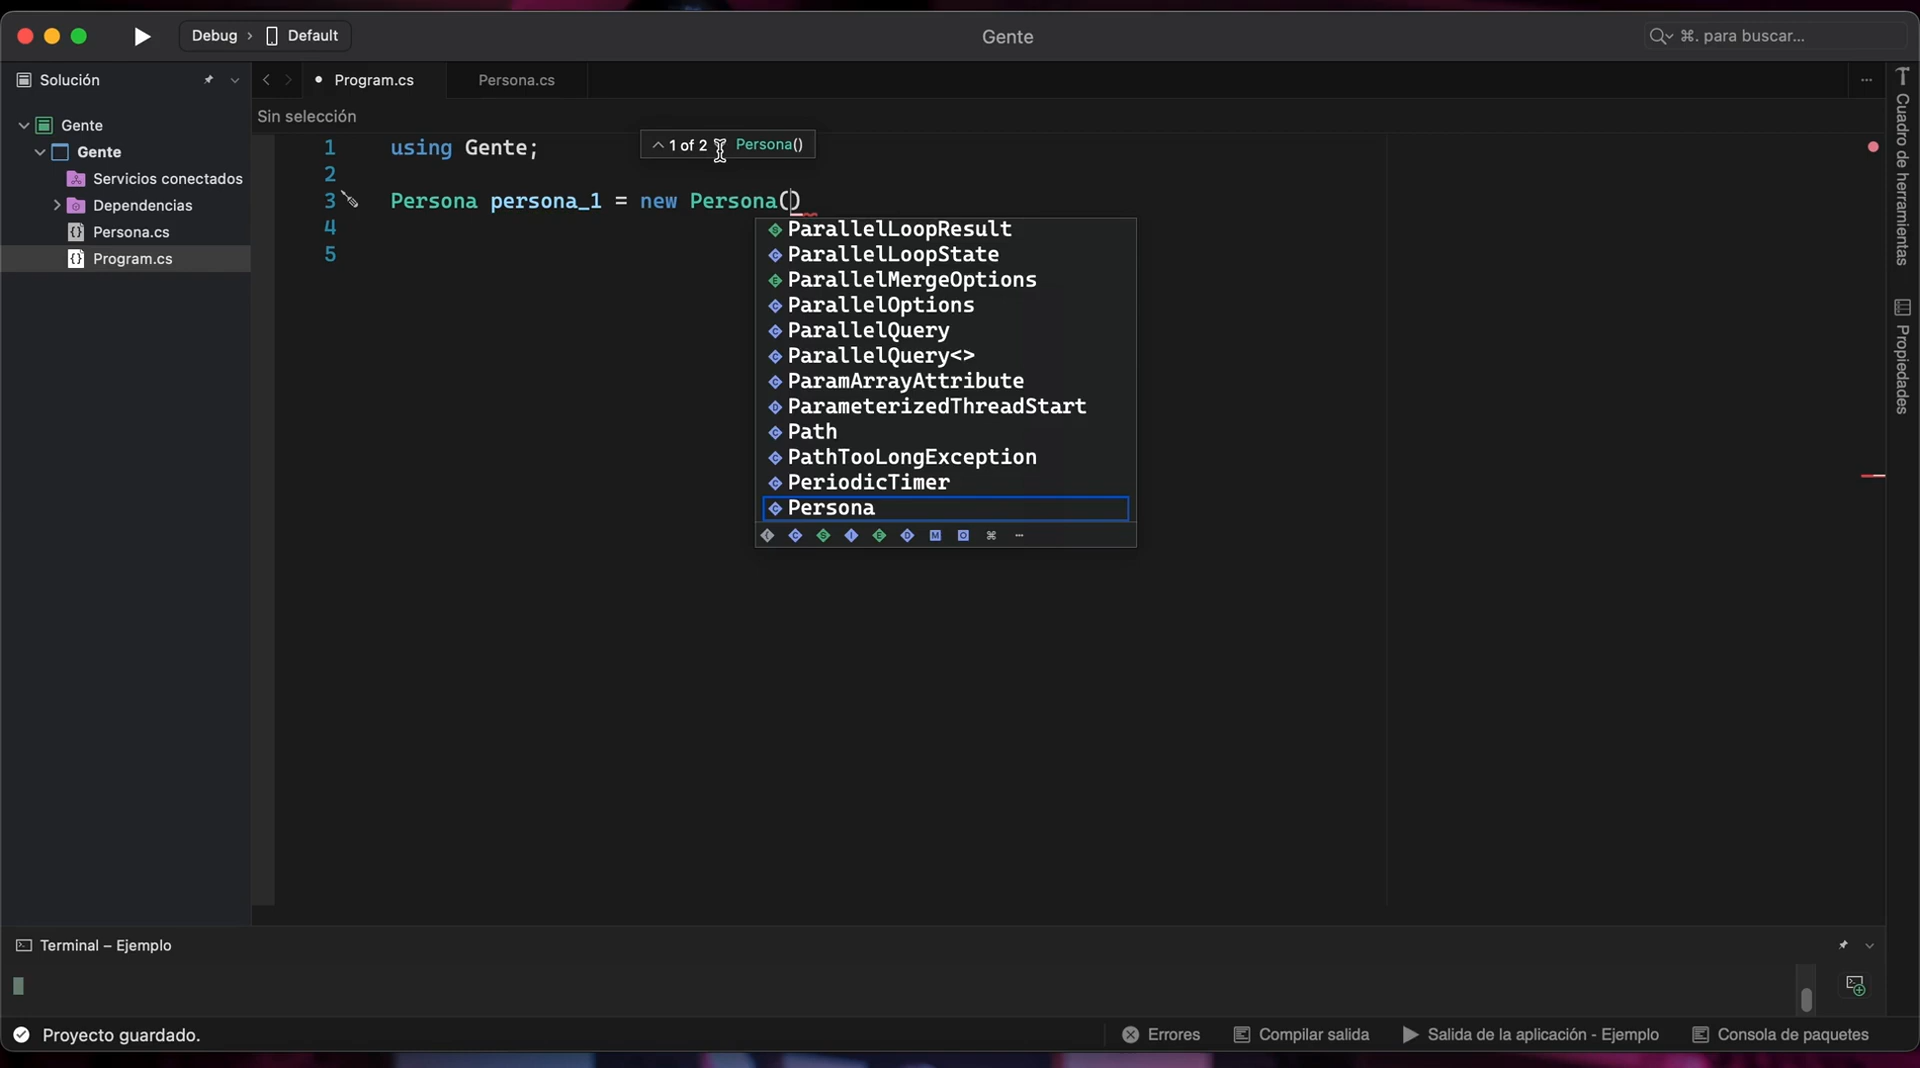 Debug › Default
Gente
⌘. para buscar...
Solución
Program.cs
Persona.cs
Sin selección
Gente
Gente
Servicios conectados
Dependencias
Persona.cs
Program.cs
1 of 2 Persona()
1 using Gente;
2
3 Persona persona_1 = new Persona()
4
5
ParallelLoopResult
ParallelLoopState
ParallelMergeOptions
ParallelOptions
ParallelQuery
ParallelQuery<>
ParamArrayAttribute
ParameterizedThreadStart
Path
PathTooLongException
PeriodicTimer
Persona
Cuadro de herramientas
Propiedades
Terminal – Ejemplo
Proyecto guardado.
Errores
Compilar salida
Salida de la aplicación - Ejemplo
Consola de paquetes